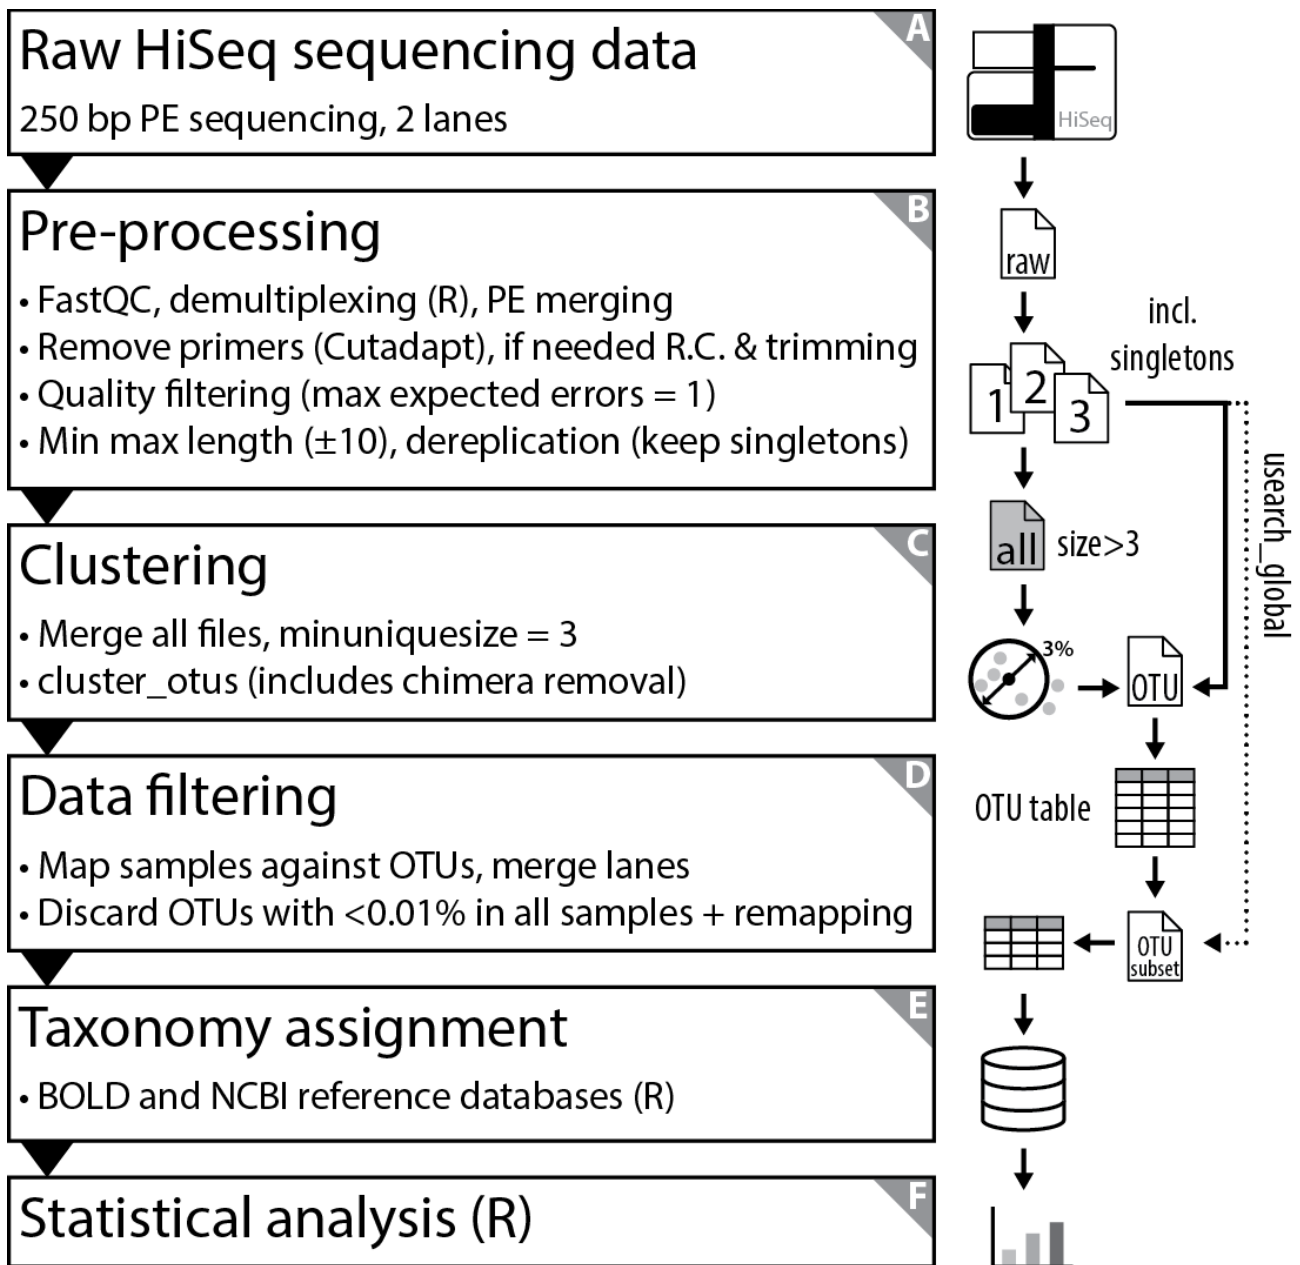 Raw HiSeq sequencing data
A
250 bp PE sequencing, 2 lanes
Pre-processing
B
• FastQC, demultiplexing (R), PE merging
• Remove primers (Cutadapt), if needed R.C. & trimming
• Quality filtering (max expected errors = 1)
• Min max length (±10), dereplication (keep singletons)
Clustering
C
• Merge all files, minuniquesize = 3
• cluster_otus (includes chimera removal)
Data filtering
D
• Map samples against OTUs, merge lanes
• Discard OTUs with <0.01% in all samples + remapping
Taxonomy assignment
E
• BOLD and NCBI reference databases (R)
Statistical analysis (R)
F
HiSeq
raw
incl.
singletons
1
2
3
usearch_global
all
size>3
3%
OTU
OTU table
OTU
subset